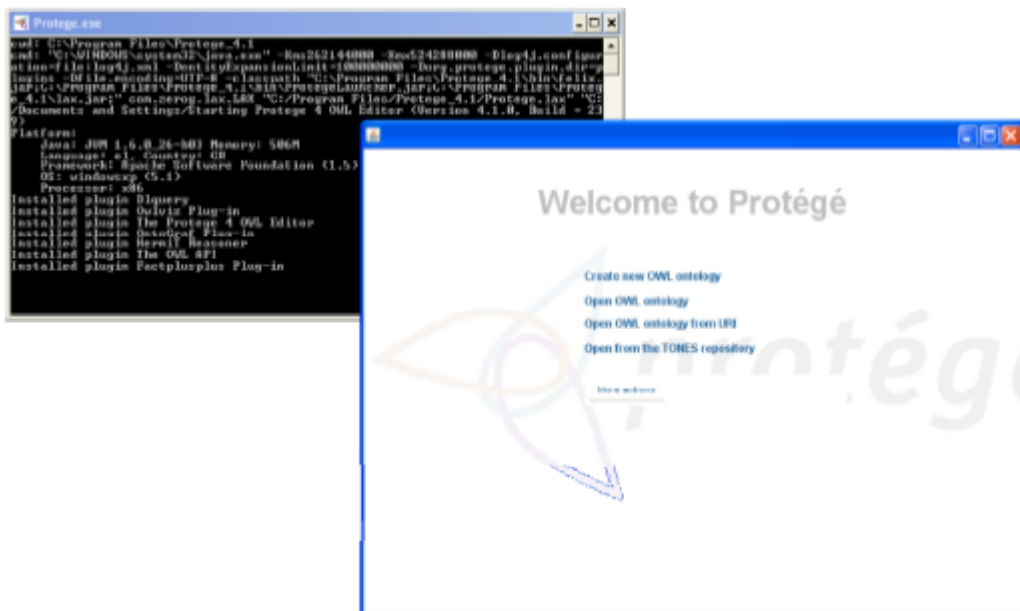 Protege.exe
cwd: C:\Program Files\Protege_4.1
cmd: "C:\WINDOWS\system32\java.exe" -Xms262144000 -Xmx524288000 -Dlog4j.configur
ation=file:log4j.xml -DentityExpansionLimit=100000000 -Dorg.protege.plugin.dir=
plugins -Dfile.encoding=UTF-8 -classpath "C:\Program Files\Protege_4.1\bin\felix.
jar;C:\Program Files\Protege_4.1\bin\ProtegeLauncher.jar;C:\Program Files\Proteg
e_4.1\lax.jar;" com.zerog.lax.LAX "C:/Program Files/Protege_4.1/Protege.lax" "C:
/Documents and Settings/Starting Protege 4 OWL Editor (Version 4.1.0, Build = 23
9)
Platform:
Java: JVM 1.6.0_26-b03 Memory: 506M
Language: el, Country: GR
Framework: Apache Software Foundation (1.5)
OS: windowsxp (5.1)
Processor: x86
Installed plugin Dlquery
Installed plugin Owlviz Plug-in
Installed plugin The Protege 4 OWL Editor
Installed plugin OntoGraf Plug-in
Installed plugin HermiT Reasoner
Installed plugin The OWL API
Installed plugin Factplusplus Plug-in
Welcome to Protégé
Create new OWL ontology
Open OWL ontology
Open OWL ontology from URI
Open from the TONES repository
More actions
protégé